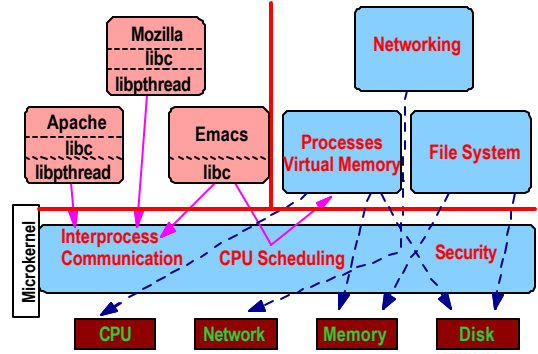 Mozilla
libc
libpthread
Networking
Apache
libc
libpthread
Emacs
libc
Processes
Virtual Memory
File System
Microkernel
Interprocess
Communication
CPU Scheduling
Security
CPU
Network
Memory
Disk